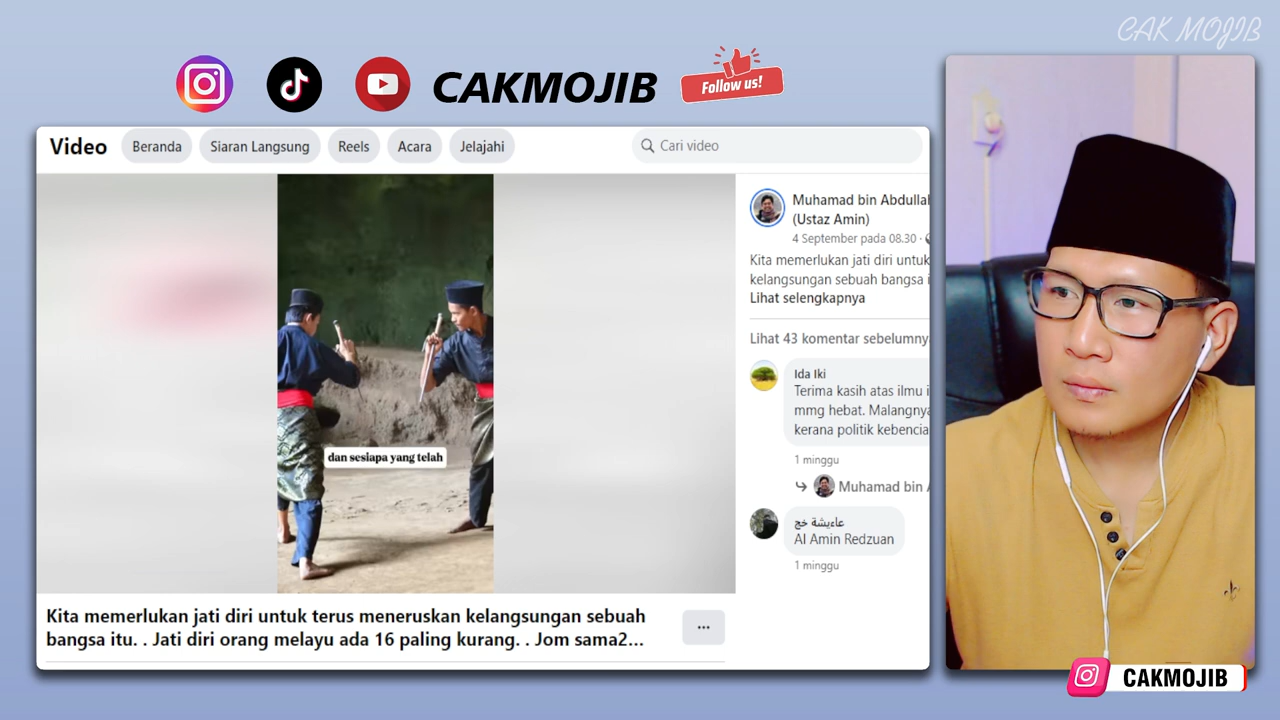 CAK MOJIB
CAKMOJIB
Follow us!
Video
Beranda
Siaran Langsung
Reels
Acara
Jelajahi
Cari video
dan sesiapa yang telah
Muhamad bin Abdullah
(Ustaz Amin)
4 September pada 08.30 ·
Kita memerlukan jati diri untuk
kelangsungan sebuah bangsa i
Lihat selengkapnya
Lihat 43 komentar sebelumny
Ida Iki
Terima kasih atas ilmu i
mmg hebat. Malangnya
kerana politik kebencia
1 minggu
Muhamad bin A
عاءيشة خج
Al Amin Redzuan
1 minggu
Kita memerlukan jati diri untuk terus meneruskan kelangsungan sebuah
bangsa itu. . Jati diri orang melayu ada 16 paling kurang. . Jom sama2...
CAKMOJIB